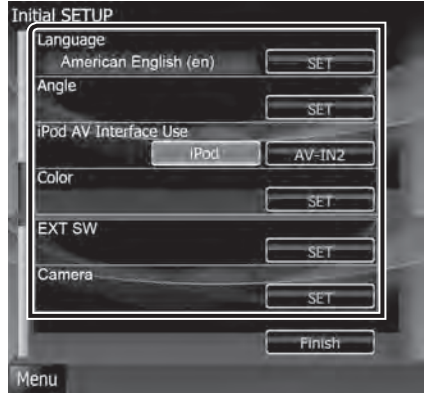 Initial SETUP
Language
American English (en) SET
Angle
SET
iPod AV Interface Use
iPod AV-IN2
Color
SET
EXT SW
SET
Camera
SET
Finish
Menu